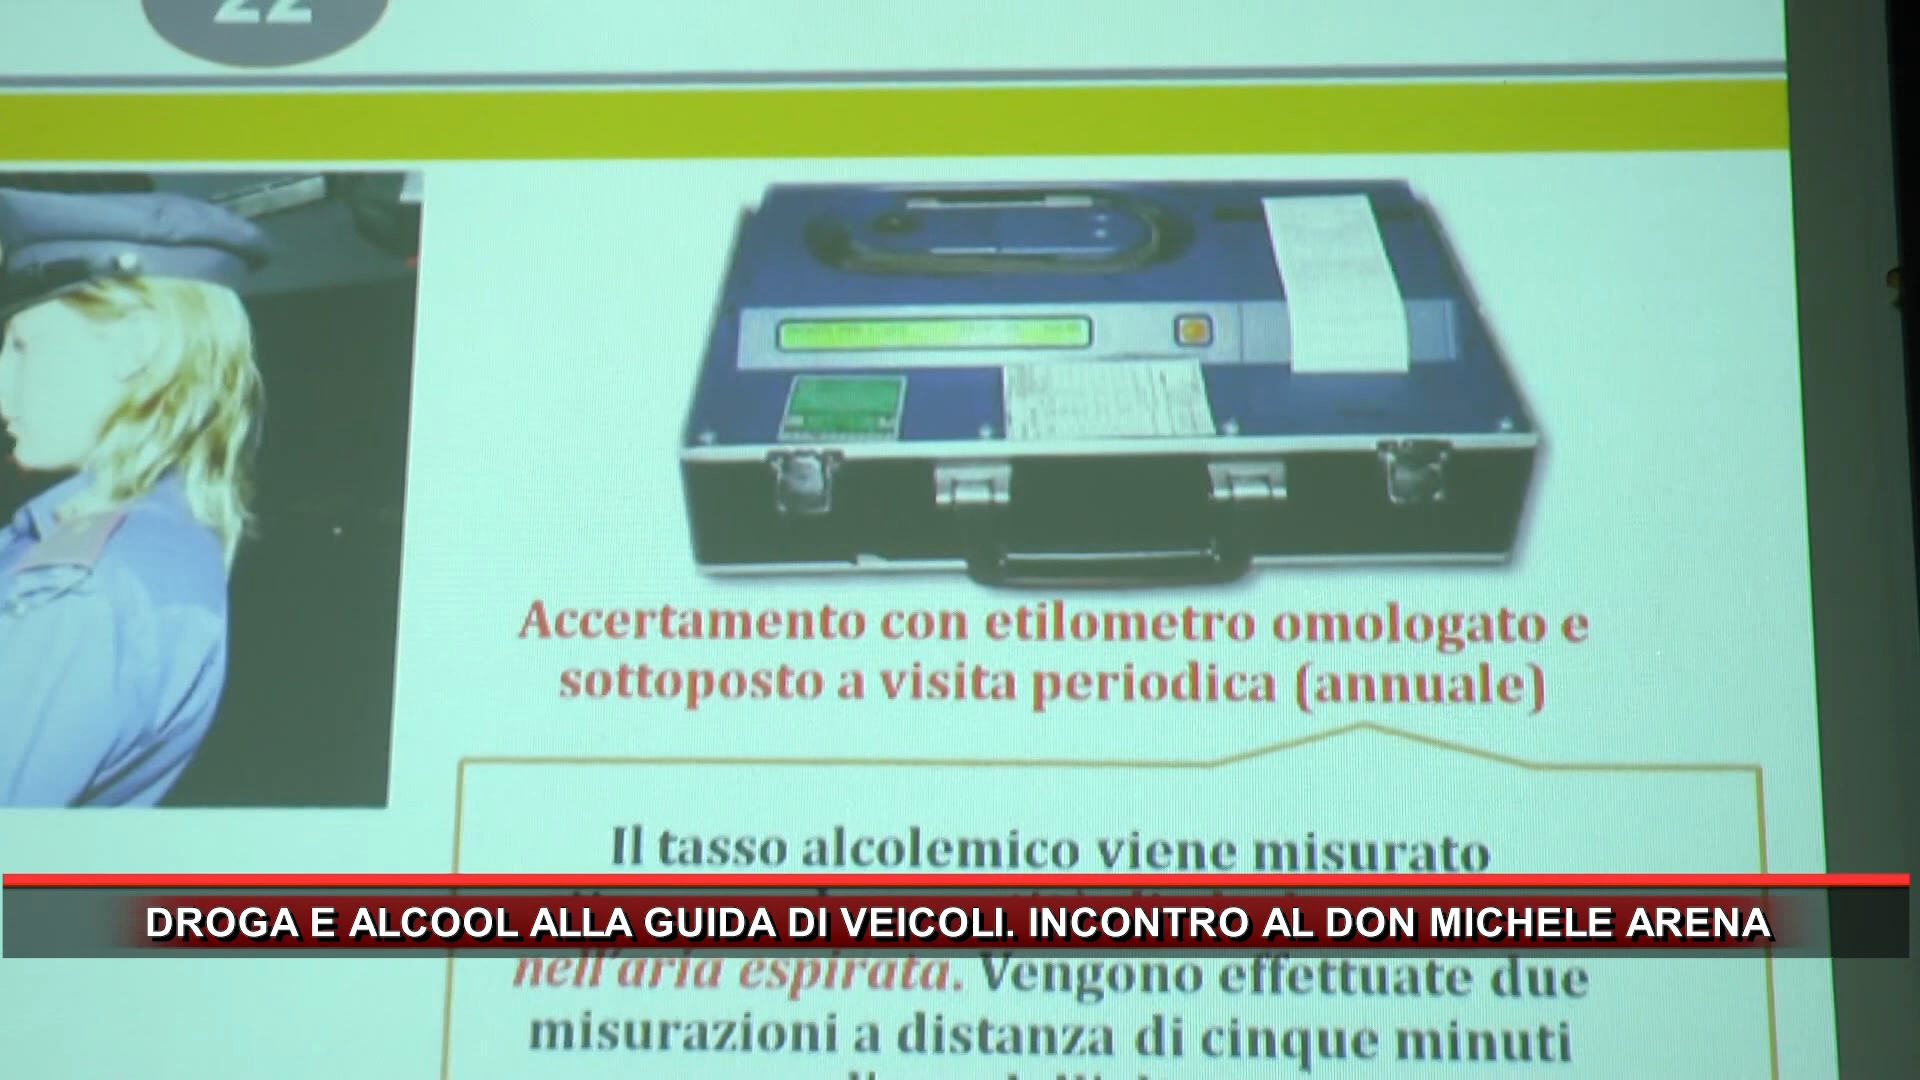 22
Accertamento con etilometro omologato e
sottoposto a visita periodica (annuale)
Il tasso alcolemico viene misurato
DROGA E ALCOOL ALLA GUIDA DI VEICOLI. INCONTRO AL DON MICHELE ARENA
nell'aria espirata. Vengono effettuate due
misurazioni a distanza di cinque minuti